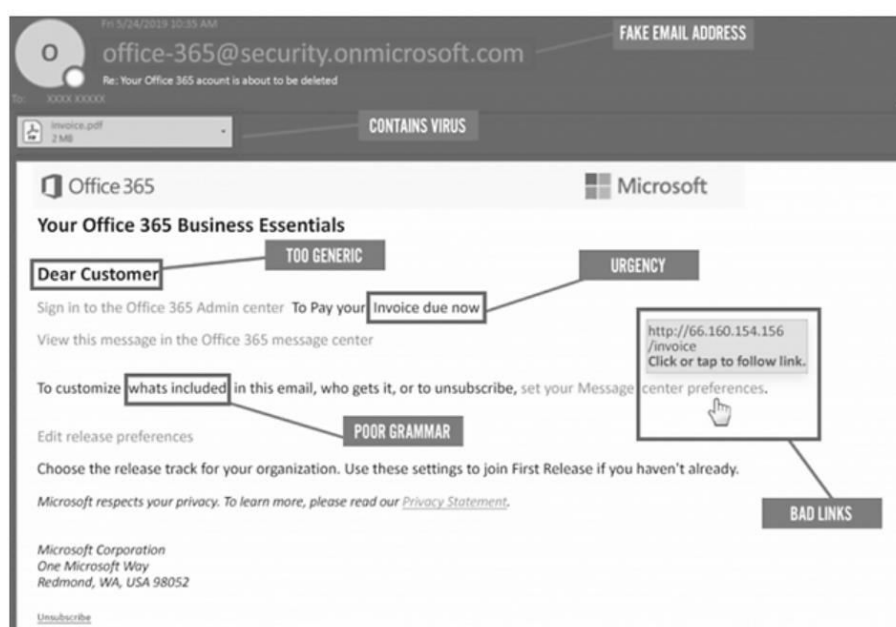 Fri 5/24/2019 10:35 AM
FAKE EMAIL ADDRESS
O
office-365@security.onmicrosoft.com
Re: Your Office 365 acount is about to be deleted
To: XXXX XXXXX
invoice.pdf
2 MB
CONTAINS VIRUS
Office 365
Microsoft
Your Office 365 Business Essentials
TOO GENERIC
URGENCY
Dear Customer
Sign in to the Office 365 Admin center To Pay your Invoice due now
View this message in the Office 365 message center
http://66.160.154.156
/invoice
Click or tap to follow link.
To customize whats included in this email, who gets it, or to unsubscribe, set your Message center preferences.
POOR GRAMMAR
Edit release preferences
Choose the release track for your organization. Use these settings to join First Release if you haven't already.
Microsoft respects your privacy. To learn more, please read our Privacy Statement.
BAD LINKS
Microsoft Corporation
One Microsoft Way
Redmond, WA, USA 98052
Unsubscribe